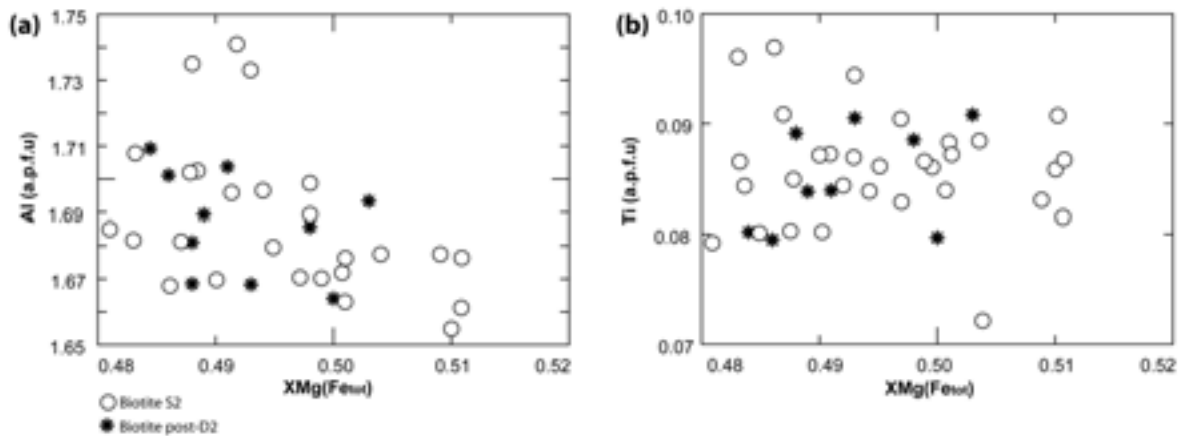 (a)
Al (a.p.f.u)
1.75
1.73
1.71
1.69
1.67
1.65
0.48 0.49 0.50 0.51 0.52
XMg(Fetot)
Biotite S2
Biotite post-D2
(b)
Ti (a.p.f.u)
0.10
0.09
0.08
0.07
0.48 0.49 0.50 0.51 0.52
XMg(Fetot)